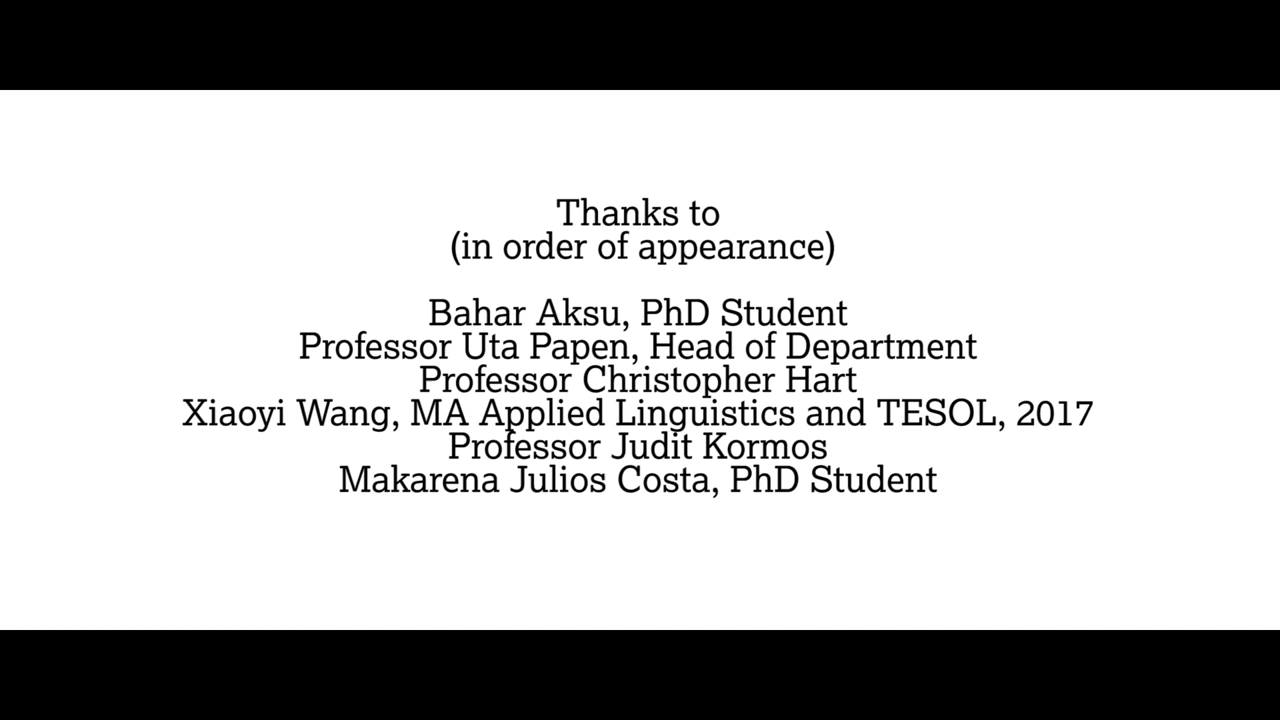 Thanks to
(in order of appearance)
Bahar Aksu, PhD Student
Professor Uta Papen, Head of Department
Professor Christopher Hart
Xiaoyi Wang, MA Applied Linguistics and TESOL, 2017
Professor Judit Kormos
Makarena Julios Costa, PhD Student